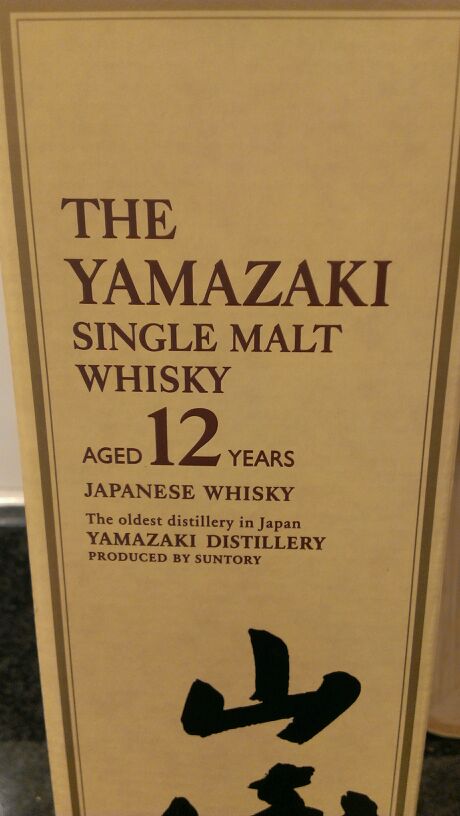 THE
YAMAZAKI
SINGLE MALT
WHISKY
AGED 12 YEARS
JAPANESE WHISKY
The oldest distillery in Japan
YAMAZAKI DISTILLERY
PRODUCED BY SUNTORY
山